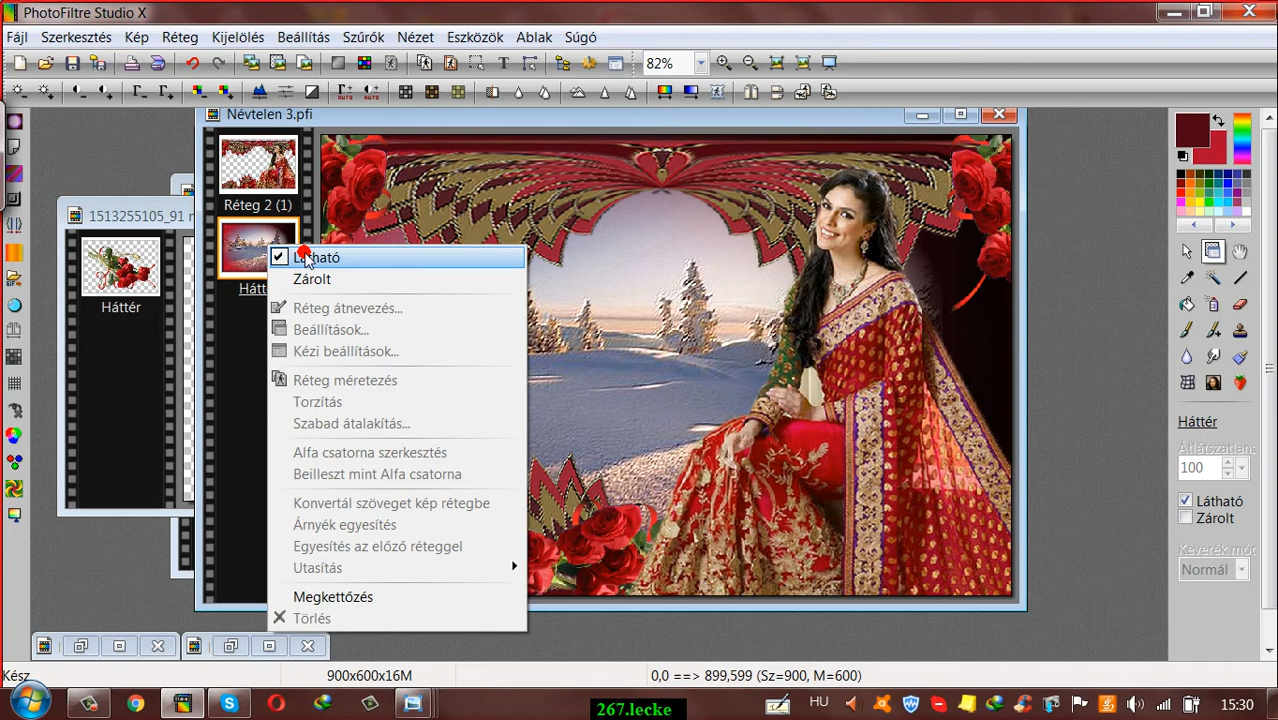 PhotoFiltre Studio X
Fájl Szerkesztés Kép Réteg Kijelölés Beállítás Szűrők Nézet Eszközök Ablak Súgó
82%
AUTO AUTO
Névtelen 3.pfi
Réteg 2 (1)
1513255105_91
Háttér
Látható
Zárolt
Réteg átnevezés...
Beállítások...
Kézi beállítások...
Réteg méretezés
Torzítás
Szabad átalakítás...
Alfa csatorna szerkesztés
Beilleszt mint Alfa csatorna
Konvertál szöveget kép rétegbe
Árnyék egyesítés
Egyesítés az előző réteggel
Utasítás
Megkettőzés
Törlés
Háttér
100
Látható
Zárolt
Normál
Kész
900x600x16M
0,0 ==> 899,599 (Sz=900, M=600)
267.lecke
HU
15:30